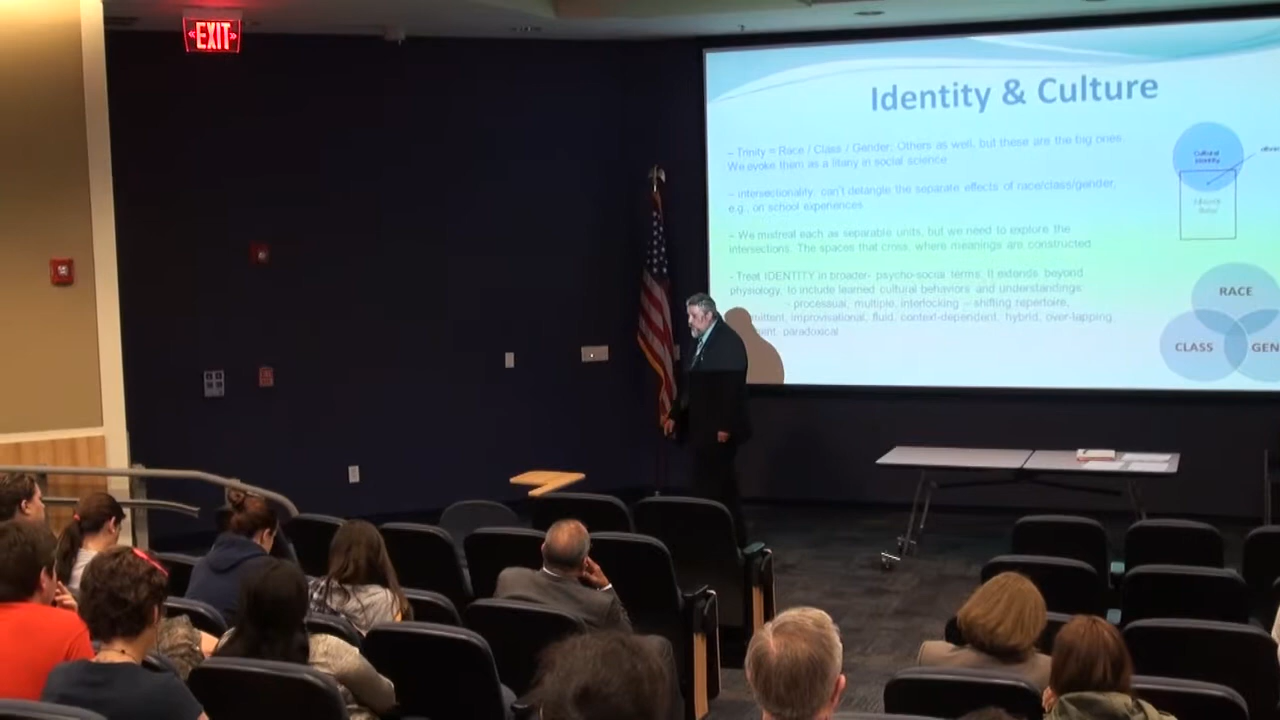 EXIT
Identity & Culture
– Trinity = Race / Class / Gender: Others as well, but these are the big ones.
We evoke them as a litany in social science
– intersectionality: can't detangle the separate effects of race/class/gender,
e.g., on school experiences
– We mistreat each as separable units, but we need to explore the
intersections. The spaces that cross, where meanings are constructed
- Treat IDENTITY in broader- psycho-social terms. It extends beyond
physiology, to include learned cultural behaviors and understandings
- processual, multiple, interlocking – shifting repertoire,
mittent, improvisational, fluid, context-dependent, hybrid, over-lapping
paradoxical
Cultural
Identity
RACE
CLASS
GEN